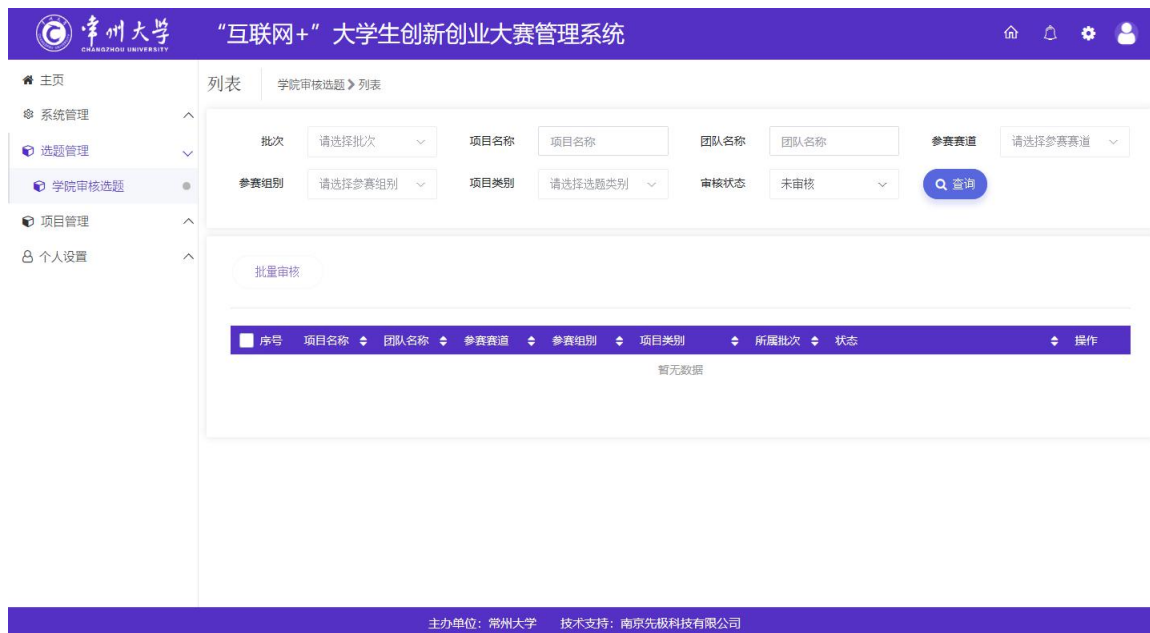 常州大学 “互联网+”大学生创新创业大赛管理系统
CHANGZHOU UNIVERSITY
主页
系统管理
选题管理
学院审核选题
项目管理
个人设置
列表 学院审核选题 列表
批次 请选择批次 项目名称 项目名称 团队名称 团队名称 参赛赛道 请选择参赛赛道
参赛组别 请选择参赛组别 项目类别 请选择选题类别 审核状态 未审核 查询
批量审核
序号 项目名称 团队名称 参赛赛道 参赛组别 项目类别 所属批次 状态 操作
暂无数据
主办单位：常州大学 技术支持：南京先极科技有限公司